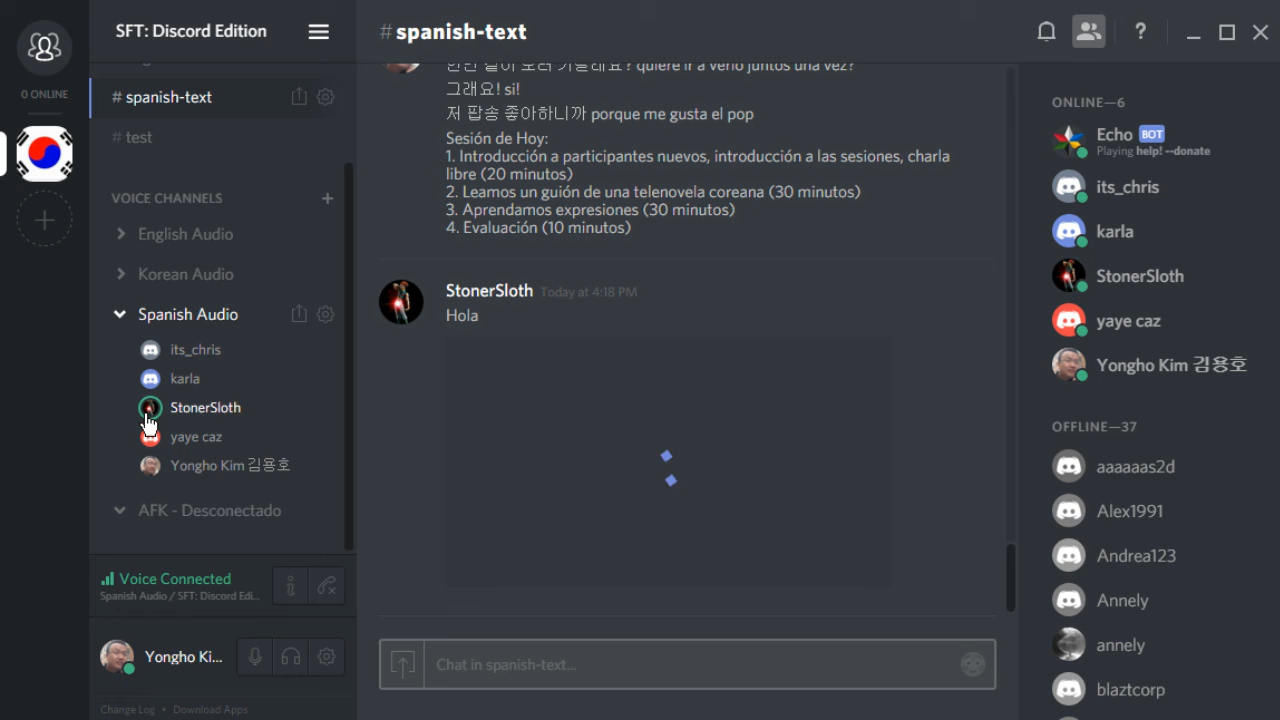 0 ONLINE
SFT: Discord Edition
# spanish-text
# test
VOICE CHANNELS
English Audio
Korean Audio
Spanish Audio
its_chris
karla
StonerSloth
yaye caz
Yongho Kim 김용호
AFK - Desconectado
Voice Connected
Spanish Audio / SFT: Discord Edi...
Yongho Ki...
Change Log • Download Apps
# spanish-text
?
quiere ir a verlo juntos una vez?
그래요! si!
저 팝송 좋아하니까 porque me gusta el pop
Sesión de Hoy:
1. Introducción a participantes nuevos, introducción a las sesiones, charla
libre (20 minutos)
2. Leamos un guión de una telenovela coreana (30 minutos)
3. Aprendamos expresiones (30 minutos)
4. Evaluación (10 minutos)
StonerSloth Today at 4:18 PM
Hola
Chat in spanish-text...
ONLINE—6
Echo BOT
Playing help! --donate
its_chris
karla
StonerSloth
yaye caz
Yongho Kim 김용호
OFFLINE—37
aaaaaas2d
Alex1991
Andrea123
Annely
annely
blaztcorp